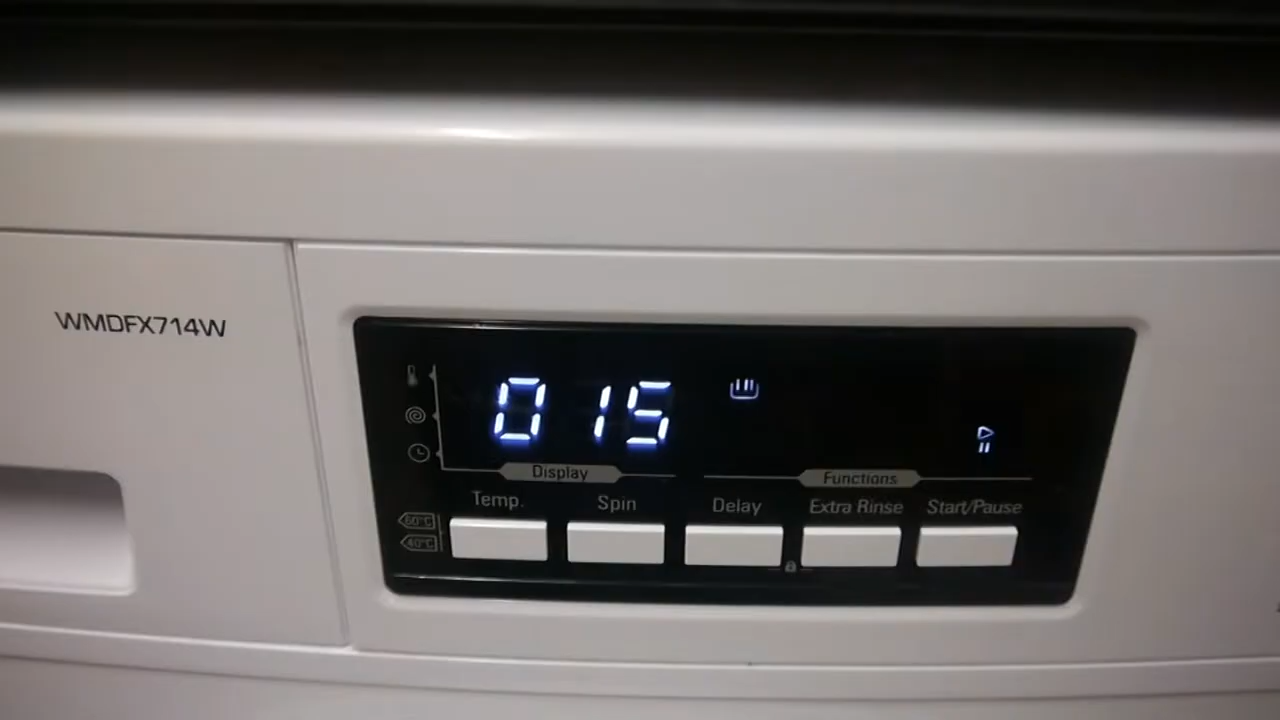 WMDFX714W
015
Display
Functions
Temp.
Spin
Delay
Extra Rinse
Start/Pause
60°C
40°C